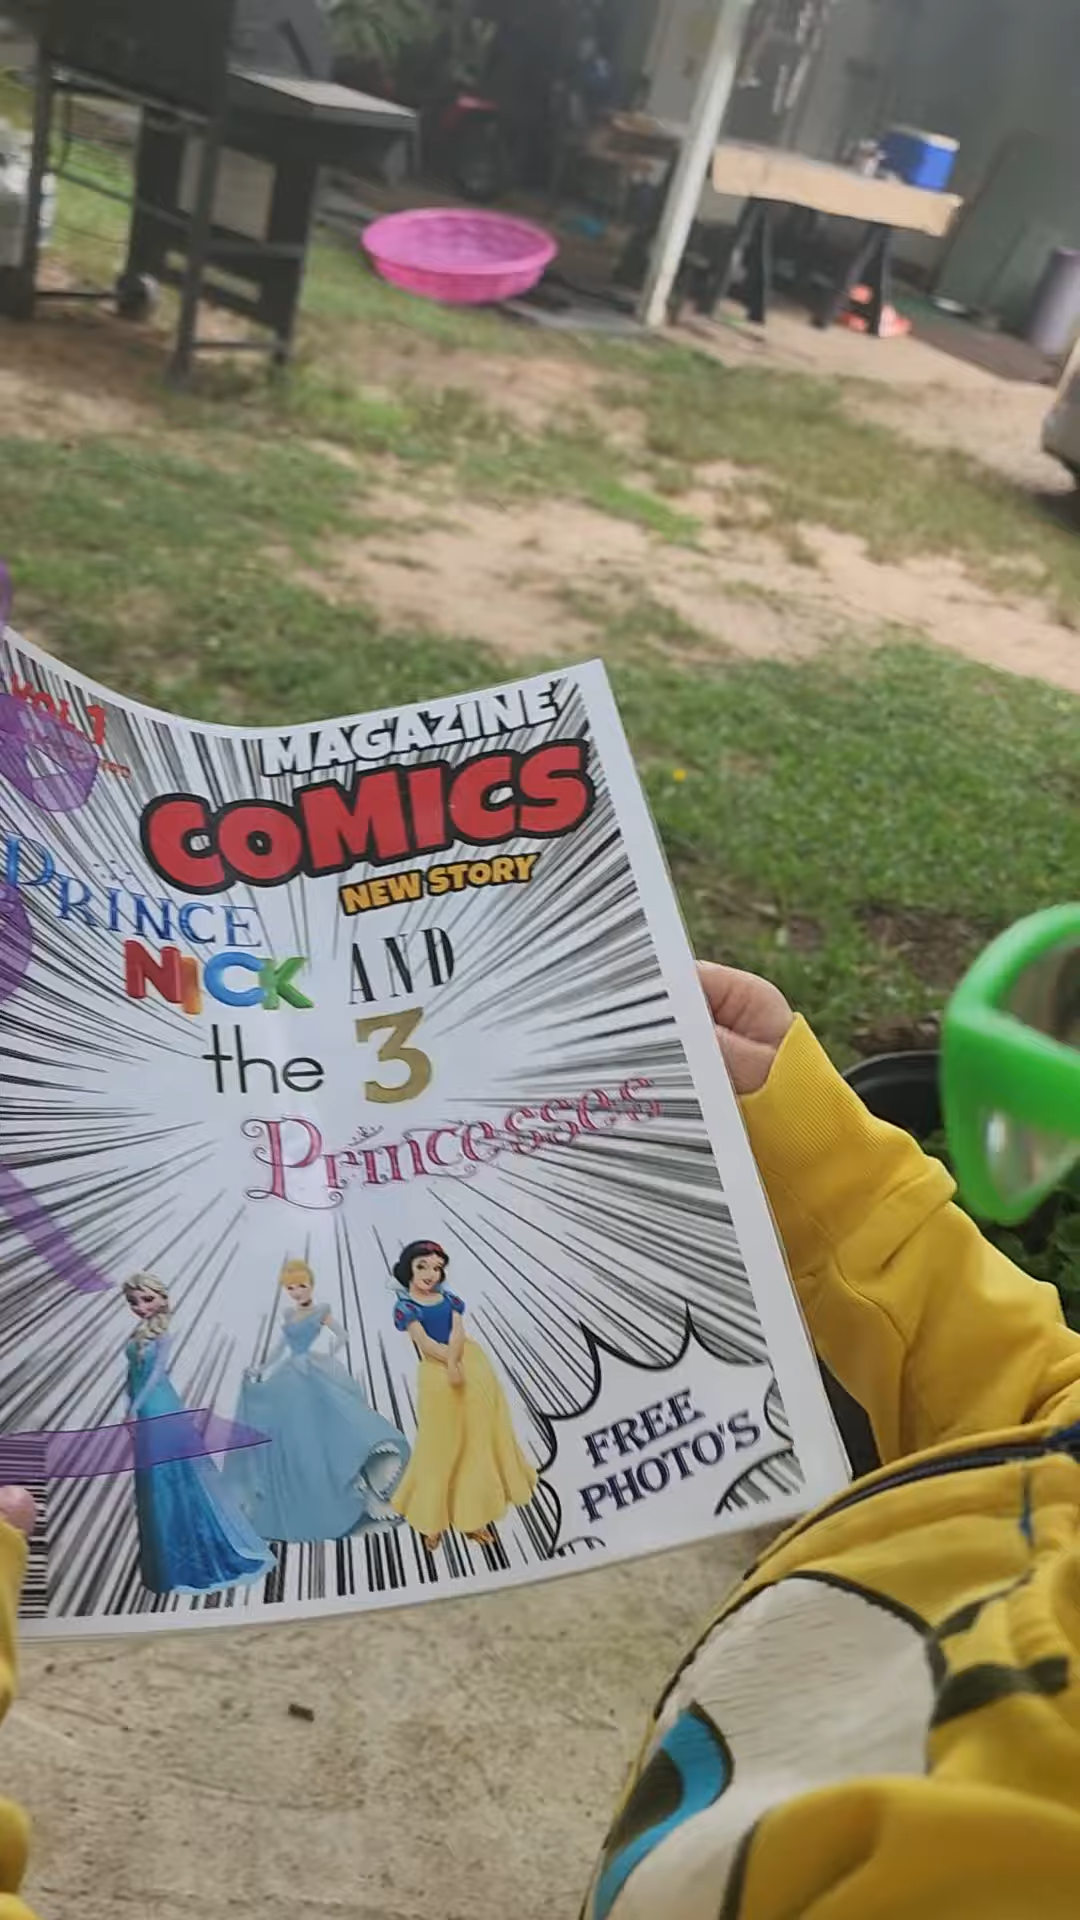 VOL 1
MAGAZINE
COMICS
NEW STORY
PRINCE
NICK AND
the 3
Princesses
FREE
PHOTO'S